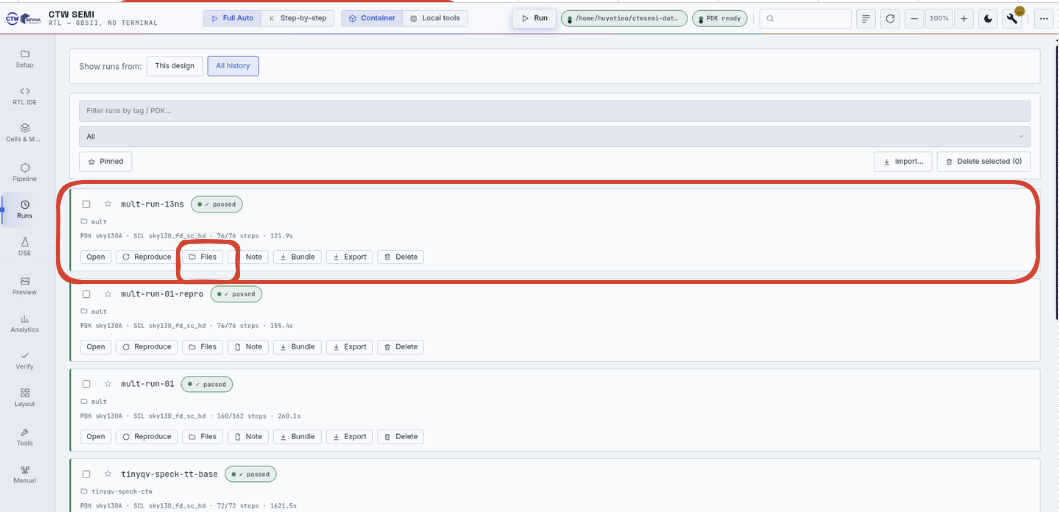 CTW
CTW SEMI
RTL → GDSII, NO TERMINAL
Full Auto
Step-by-step
Container
Local tools
Run
/home/huyatieo/ctwsemi-dat…
PDK ready
100%
Setup
RTL IDE
Cells & M...
Pipeline
Runs
DSE
Preview
Analytics
Verify
Layout
Tools
Manual
Show runs from:
This design
All history
Filter runs by tag / PDK...
All
Pinned
Import...
Delete selected (0)
mult-run-13ns ✓ passed
mult
PDK sky130A · SCL sky130_fd_sc_hd · 76/76 steps · 121.9s
Open Reproduce Files Note Bundle Export Delete
mult-run-01-repro ✓ passed
mult
PDK sky130A · SCL sky130_fd_sc_hd · 76/76 steps · 155.4s
Open Reproduce Files Note Bundle Export Delete
mult-run-01 ✓ passed
mult
PDK sky130A · SCL sky130_fd_sc_hd · 160/162 steps · 260.1s
Open Reproduce Files Note Bundle Export Delete
tinyqv-speck-tt-base ✓ passed
tinyqv-speck-ctw
PDK sky130A · SCL sky130_fd_sc_hd · 72/72 steps · 1621.5s